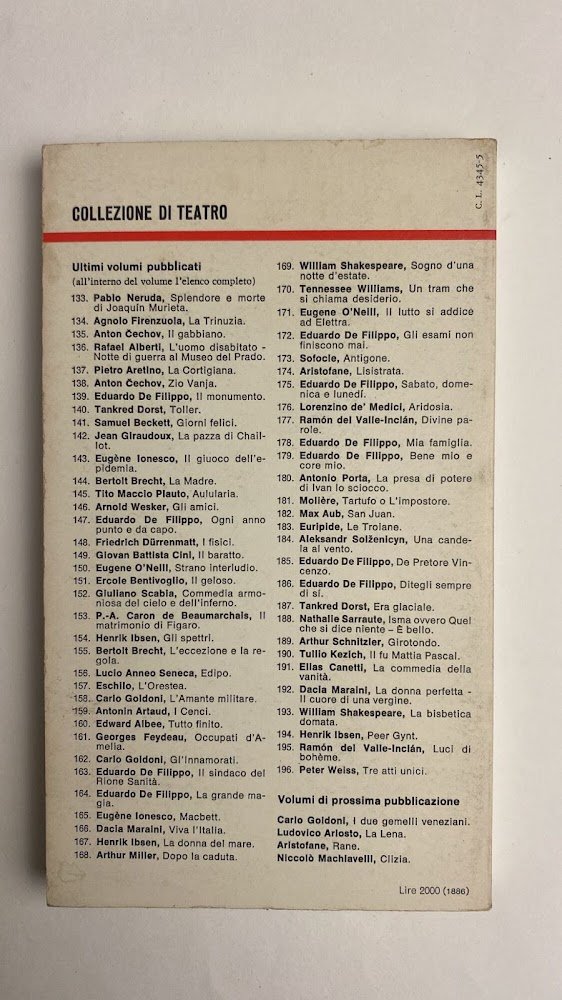 C. L. 4345-5
COLLEZIONE DI TEATRO
Ultimi volumi pubblicati
(all'interno del volume l'elenco completo)
133. Pablo Neruda, Splendore e morte
di Joaquín Murieta.
134. Agnolo Firenzuola, La Trinuzia.
135. Anton Čechov, Il gabbiano.
136. Rafael Alberti, L'uomo disabitato -
Notte di guerra al Museo del Prado.
137. Pietro Aretino, La Cortigiana.
138. Anton Čechov, Zio Vanja.
139. Eduardo De Filippo, Il monumento.
140. Tankred Dorst, Toller.
141. Samuel Beckett, Giorni felici.
142. Jean Giraudoux, La pazza di Chail-
lot.
143. Eugène Ionesco, Il giuoco dell'e-
pidemia.
144. Bertolt Brecht, La Madre.
145. Tito Maccio Plauto, Aulularia.
146. Arnold Wesker, Gli amici.
147. Eduardo De Filippo, Ogni anno
punto e da capo.
148. Friedrich Dürrenmatt, I fisici.
149. Giovan Battista Cini, Il baratto.
150. Eugene O'Neill, Strano interludio.
151. Ercole Bentivoglio, Il geloso.
152. Giuliano Scabia, Commedia armo-
niosa del cielo e dell'inferno.
153. P.-A. Caron de Beaumarchais, Il
matrimonio di Figaro.
154. Henrik Ibsen, Gli spettri.
155. Bertolt Brecht, L'eccezione e la re-
gola.
156. Lucio Anneo Seneca, Edipo.
157. Eschilo, L'Orestea.
158. Carlo Goldoni, L'Amante militare.
159. Antonin Artaud, I Cenci.
160. Edward Albee, Tutto finito.
161. Georges Feydeau, Occupati d'A-
melia.
162. Carlo Goldoni, Gl'Innamorati.
163. Eduardo De Filippo, Il sindaco del
Rione Sanità.
164. Eduardo De Filippo, La grande ma-
gia.
165. Eugène Ionesco, Macbett.
166. Dacia Maraini, Viva l'Italia.
167. Henrik Ibsen, La donna del mare.
168. Arthur Miller, Dopo la caduta.
169. William Shakespeare, Sogno d'una
notte d'estate.
170. Tennessee Williams, Un tram che
si chiama desiderio.
171. Eugene O'Neill, Il lutto si addice
ad Elettra.
172. Eduardo De Filippo, Gli esami non
finiscono mai.
173. Sofocle, Antigone.
174. Aristofane, Lisistrata.
175. Eduardo De Filippo, Sabato, dome-
nica e lunedí.
176. Lorenzino de' Medici, Aridosia.
177. Ramón del Valle-Inclán, Divine pa-
role.
178. Eduardo De Filippo, Mia famiglia.
179. Eduardo De Filippo, Bene mio e
core mio.
180. Antonio Porta, La presa di potere
di Ivan lo sciocco.
181. Molière, Tartufo o L'impostore.
182. Max Aub, San Juan.
183. Euripide, Le Troiane.
184. Aleksandr Solženicyn, Una cande-
la al vento.
185. Eduardo De Filippo, De Pretore Vin-
cenzo.
186. Eduardo De Filippo, Ditegli sempre
di sí.
187. Tankred Dorst, Era glaciale.
188. Nathalie Sarraute, Isma ovvero Quel
che si dice niente - È bello.
189. Arthur Schnitzler, Girotondo.
190. Tullio Kezich, Il fu Mattia Pascal.
191. Elias Canetti, La commedia della
vanità.
192. Dacia Maraini, La donna perfetta -
Il cuore di una vergine.
193. William Shakespeare, La bisbetica
domata.
194. Henrik Ibsen, Peer Gynt.
195. Ramón del Valle-Inclán, Luci di
bohème.
196. Peter Weiss, Tre atti unici.
Volumi di prossima pubblicazione
Carlo Goldoni, I due gemelli veneziani.
Ludovico Ariosto, La Lena.
Aristofane, Rane.
Niccolò Machiavelli, Clizia.
Lire 2000 (1886)